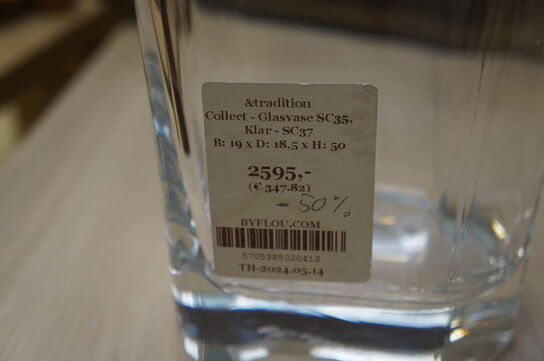 &tradition
Collect - Glasvase SC35,
Klar - SC37
B: 19 x D: 18,5 x H: 50
2595,-
(€ 347.82)
- 50%
BYFLOU.COM
5705385020418
TH-2024.05.14